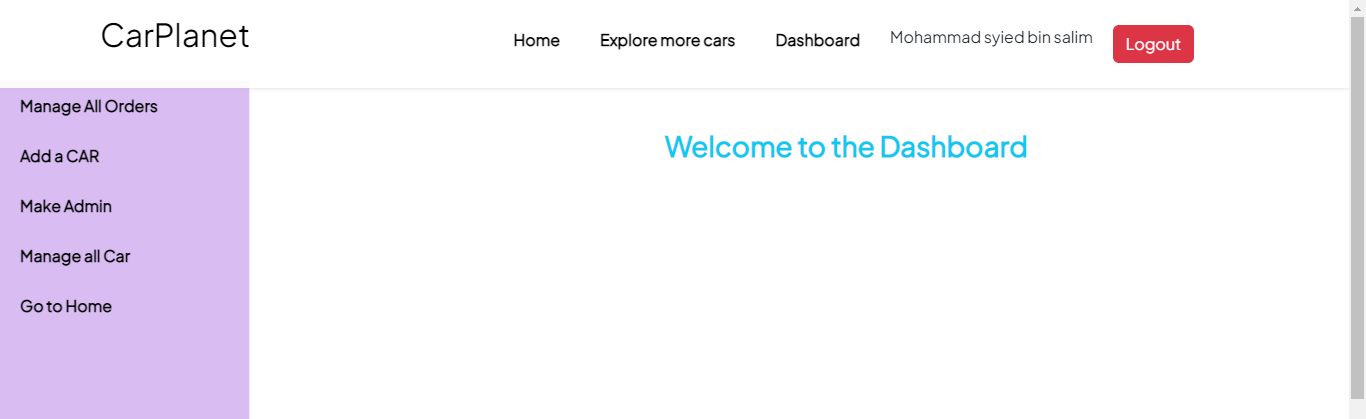 CarPlanet
Home Explore more cars Dashboard Mohammad syied bin salim Logout
Manage All Orders
Add a CAR
Make Admin
Manage all Car
Go to Home
Welcome to the Dashboard